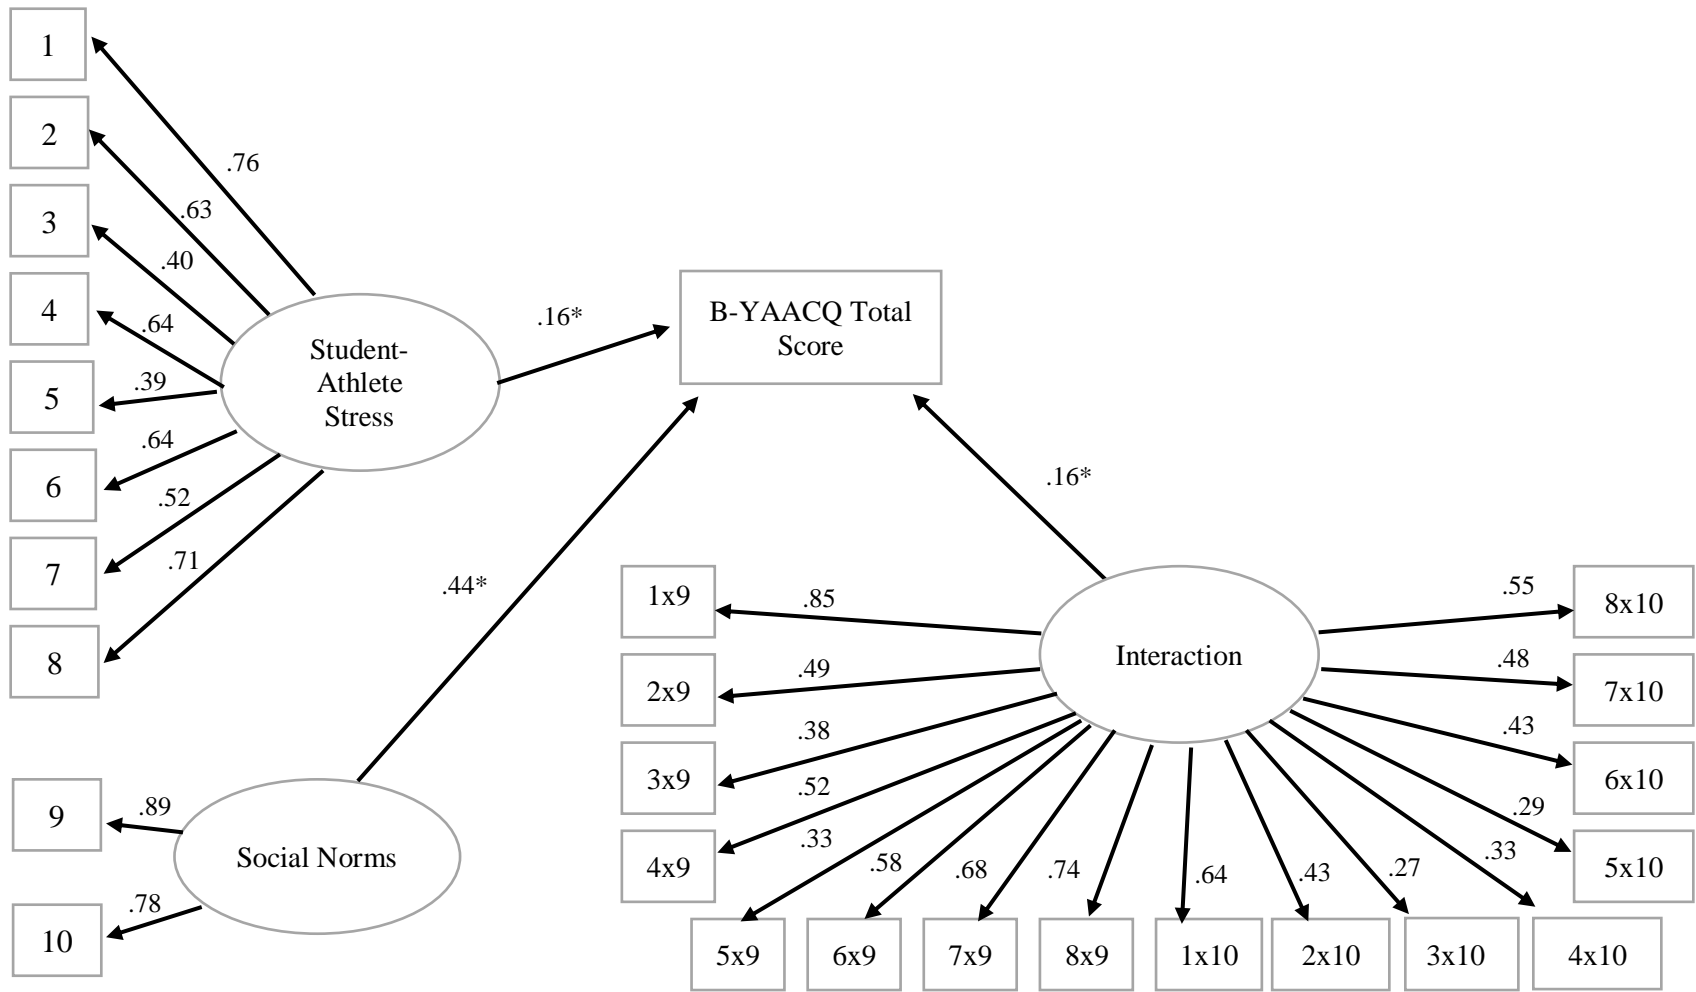 1
.76
2
.63
3
.40
4
.64
5
.39
6
.64
7
.52
8
.71
Student-
Athlete
Stress
.16*
B-YAACQ Total
Score
.44*
.16*
9
.89
10
.78
Social Norms
Interaction
1x9
.85
2x9
.49
3x9
.38
4x9
.52
5x9
.33
6x9
.58
7x9
.68
8x9
.74
1x10
.64
2x10
.43
3x10
.27
4x10
.33
5x10
.29
6x10
.43
7x10
.48
8x10
.55